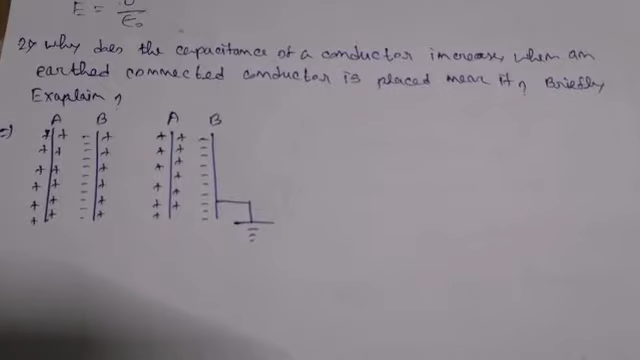 E = σ/ε₀
2) Why does the capacitance of a conductor increase, when an
earthed connected conductor is placed near it, Briefly
Exaplain?
=)
A B A B